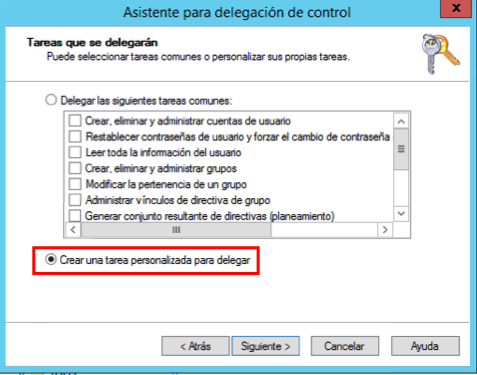 Asistente para delegación de control
x
Tareas que se delegarán
Puede seleccionar tareas comunes o personalizar sus propias tareas.
Delegar las siguientes tareas comunes:
Crear, eliminar y administrar cuentas de usuario
Restablecer contraseñas de usuario y forzar el cambio de contraseña
Leer toda la información del usuario
Crear, eliminar y administrar grupos
Modificar la pertenencia de un grupo
Administrar vínculos de directiva de grupo
Generar conjunto resultante de directivas (planeamiento)
Crear una tarea personalizada para delegar
< Atrás Siguiente > Cancelar Ayuda